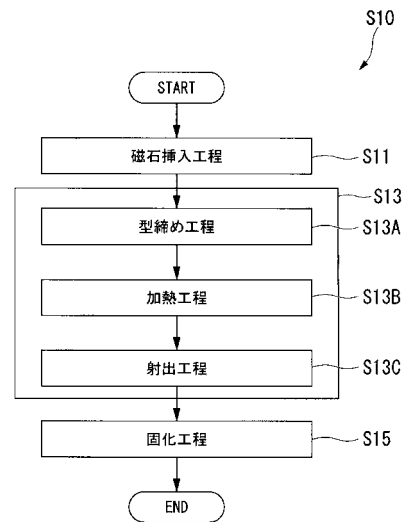 S10
START
磁石挿入工程 S11
S13
型締め工程 S13A
加熱工程 S13B
射出工程 S13C
固化工程 S15
END